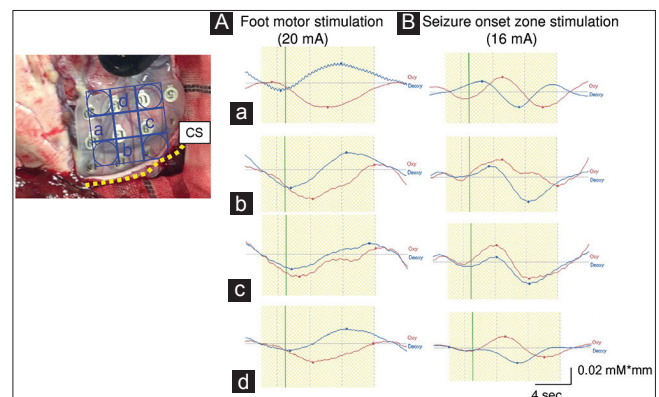 A Foot motor stimulation
(20 mA)
B Seizure onset zone stimulation
(16 mA)
d
a
c
b
5
CS
a
Oxy
Deoxy
Oxy
Deoxy
b
Oxy
Deoxy
Oxy
Deoxy
c
Oxy
Deoxy
Oxy
Deoxy
d
Oxy
Deoxy
Oxy
Deoxy
0.02 mM*mm
4 sec